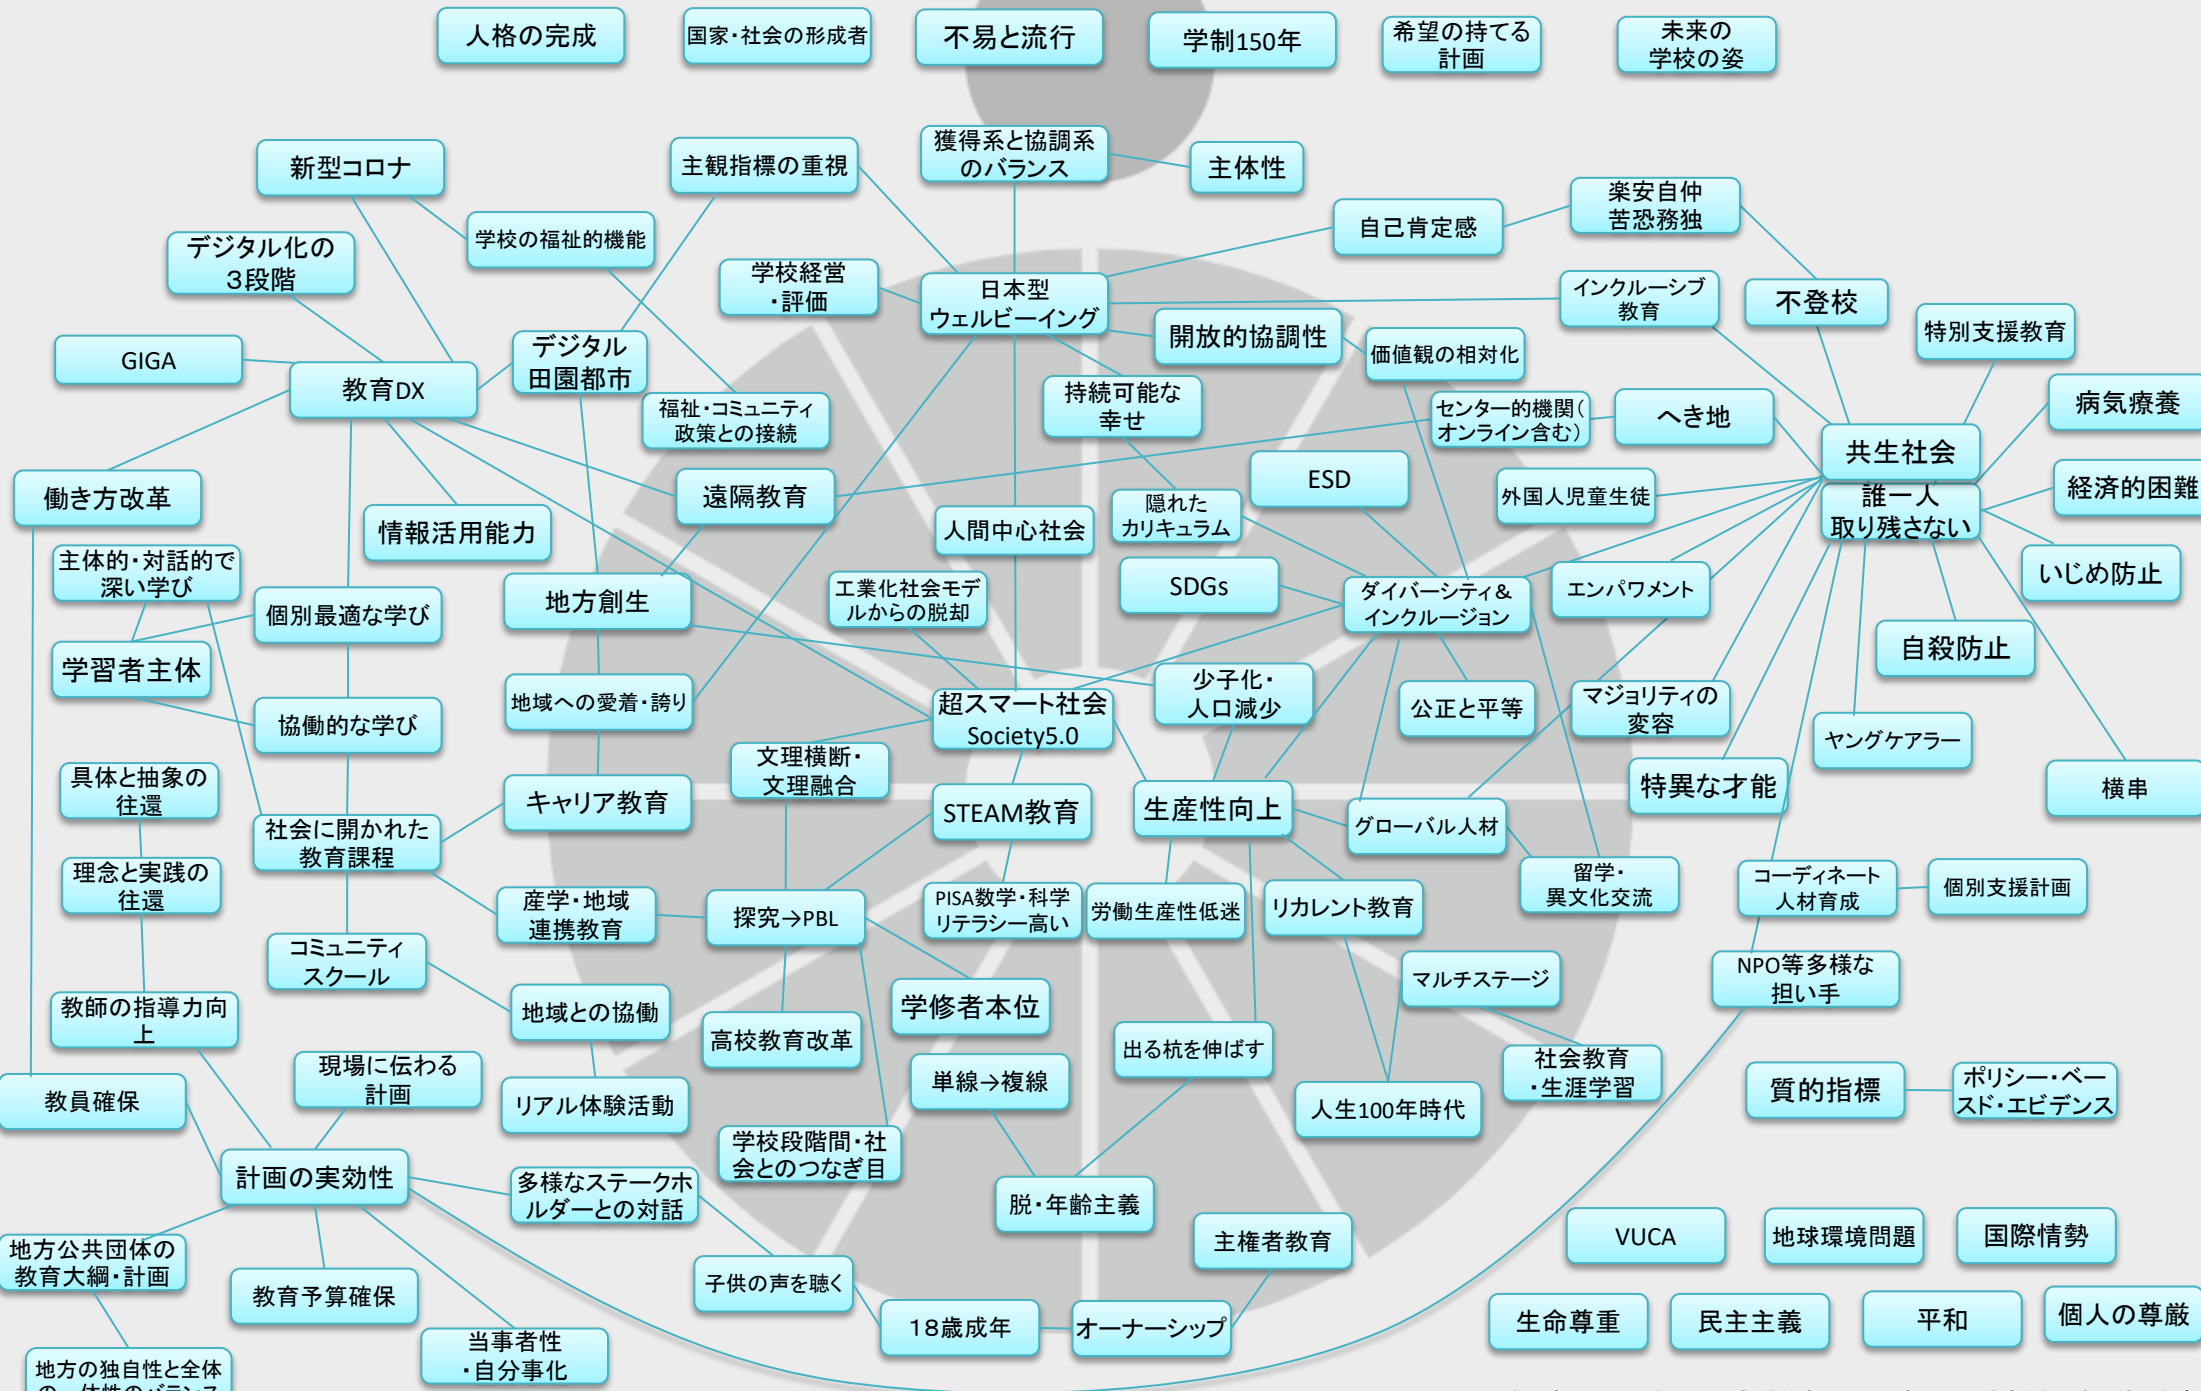 人格の完成
国家・社会の形成者
不易と流行
学制150年
希望の持てる
計画
未来の
学校の姿
新型コロナ
主観指標の重視
獲得系と協調系
のバランス
主体性
楽安自仲
苦恐務独
自己肯定感
学校の福祉的機能
デジタル化の
3段階
学校経営
・評価
日本型
ウェルビーイング
インクルーシブ
教育
不登校
特別支援教育
開放的協調性
価値観の相対化
GIGA
教育DX
デジタル
田園都市
福祉・コミュニティ
政策との接続
持続可能な
幸せ
センター的機関（
オンライン含む）
へき地
病気療養
共生社会
誰一人
取り残さない
経済的困難
働き方改革
情報活用能力
遠隔教育
人間中心社会
隠れた
カリキュラム
ESD
外国人児童生徒
いじめ防止
主体的・対話的で
深い学び
個別最適な学び
地方創生
工業化社会モデ
ルからの脱却
SDGs
ダイバーシティ&
インクルージョン
エンパワメント
自殺防止
学習者主体
協働的な学び
地域への愛着・誇り
超スマート社会
Society5.0
少子化・
人口減少
公正と平等
マジョリティの
変容
ヤングケアラー
具体と抽象の
往還
文理横断・
文理融合
特異な才能
横串
社会に開かれた
教育課程
キャリア教育
STEAM教育
生産性向上
グローバル人材
理念と実践の
往還
産学・地域
連携教育
探究→PBL
PISA数学・科学
リテラシー高い
労働生産性低迷
リカレント教育
留学・
異文化交流
コーディネート
人材育成
個別支援計画
コミュニティ
スクール
マルチステージ
NPO等多様な
担い手
教師の指導力向
上
地域との協働
高校教育改革
学修者本位
出る杭を伸ばす
社会教育
・生涯学習
現場に伝わる
計画
教員確保
リアル体験活動
単線→複線
人生100年時代
質的指標
ポリシー・ベー
スド・エビデンス
学校段階間・社
会とのつなぎ目
計画の実効性
多様なステークホ
ルダーとの対話
脱・年齢主義
主権者教育
VUCA
地球環境問題
国際情勢
地方公共団体の
教育大綱・計画
教育予算確保
子供の声を聴く
18歳成年
オーナーシップ
生命尊重
民主主義
平和
個人の尊厳
当事者性
・自分事化
地方の独自性と全体